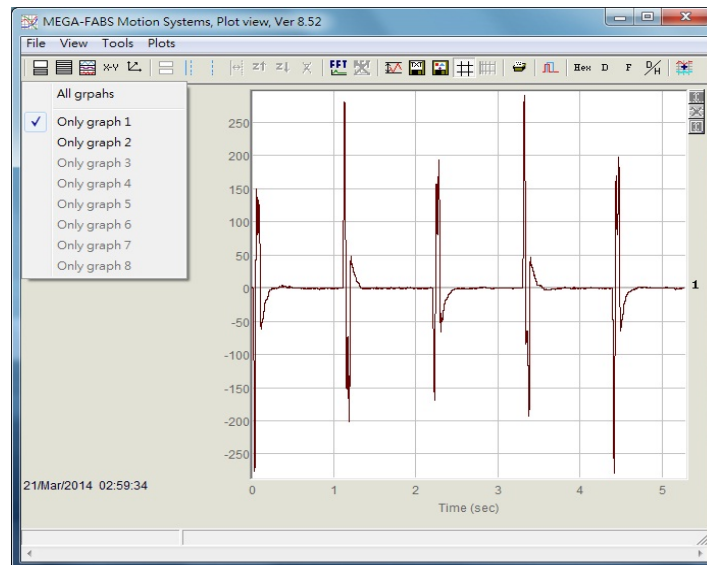 MEGA-FABS Motion Systems, Plot view, Ver 8.52
File View Tools Plots
X-Y FFT TXT Hex D F D/H
All grpahs
Only graph 1
Only graph 2
Only graph 3
Only graph 4
Only graph 5
Only graph 6
Only graph 7
Only graph 8
250
200
150
100
50
0
-50
-100
-150
-200
-250
1
0 1 2 3 4 5
Time (sec)
21/Mar/2014 02:59:34